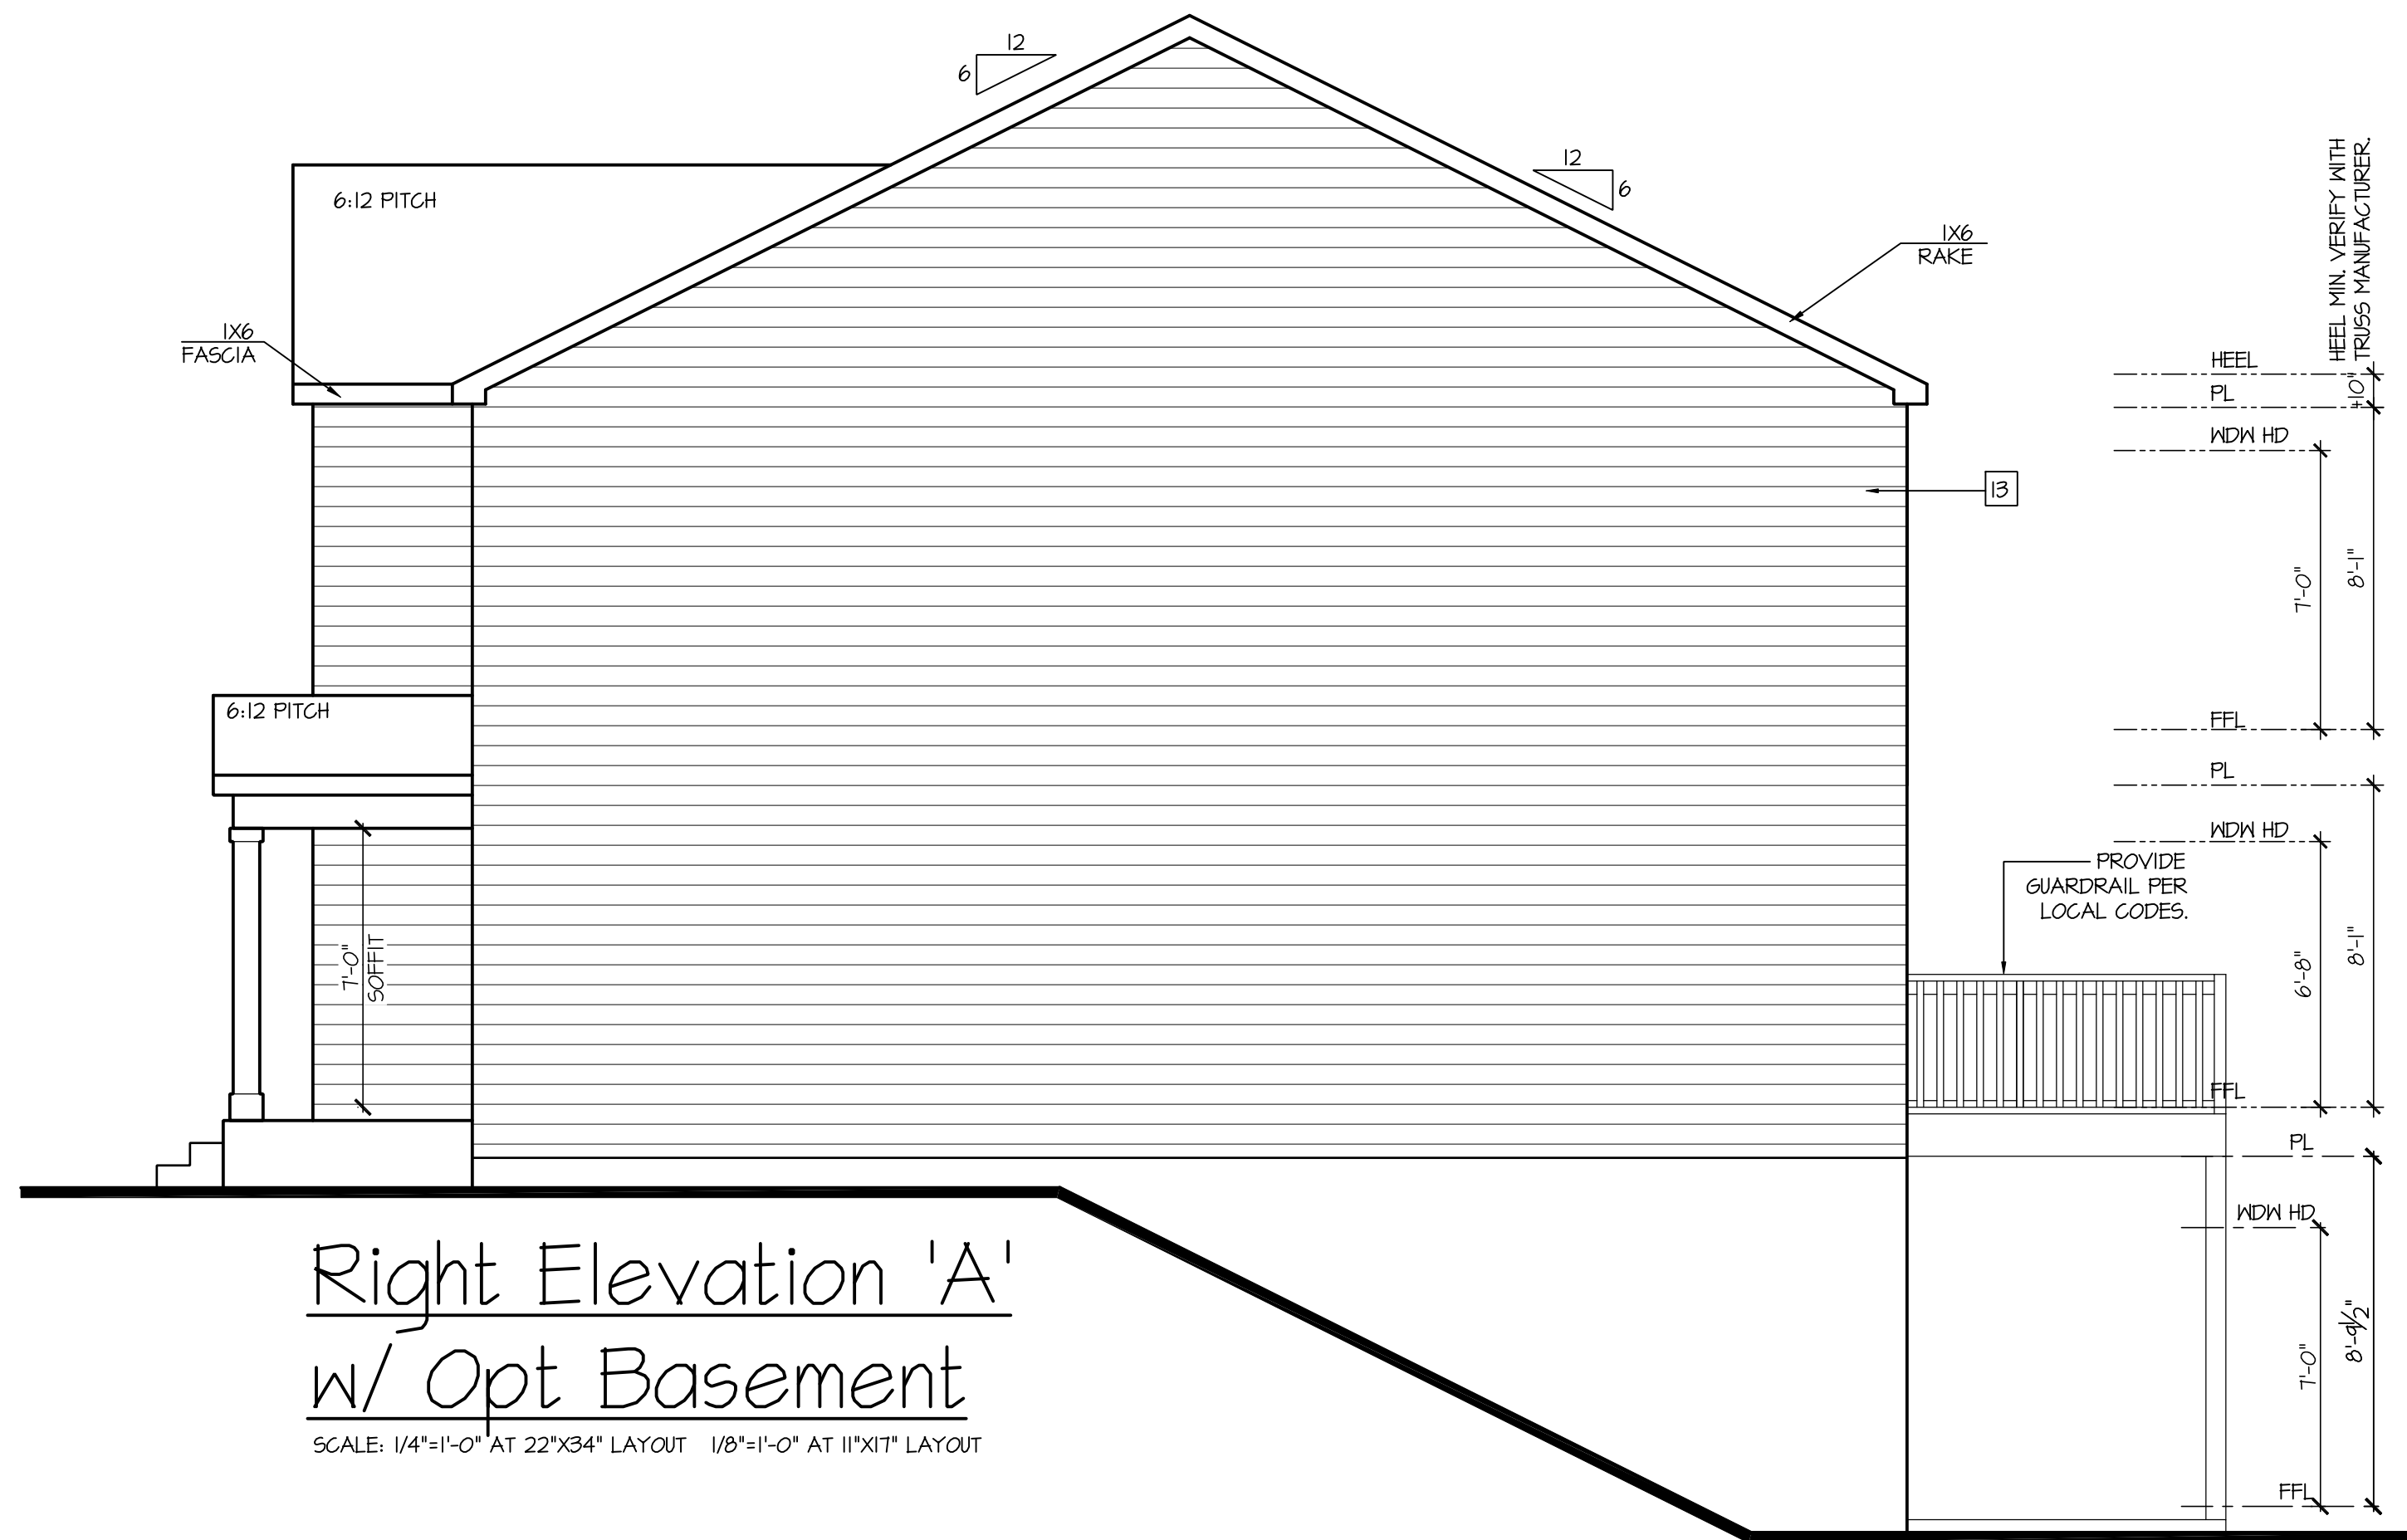 12
6
12
6
6:12 PITCH
1X6
RAKE
HEEL MIN. VERIFY WITH
TRUSS MANUFACTURER.
1X6
FASCIA
HEEL
PL
+10"
WDW HD
13
7'-0"
8'-1"
6:12 PITCH
FFL
PL
WDW HD
PROVIDE
GUARDRAIL PER
LOCAL CODES.
7'-0"
SOFFIT
6'-8"
8'-1"
FFL
PL
WDW HD
7'-0"
8'-9½"
FFL
Right Elevation 'A'
w/ Opt Basement
SCALE: 1/4"=1'-0" AT 22"X34" LAYOUT 1/8"=1'-0" AT 11"X17" LAYOUT